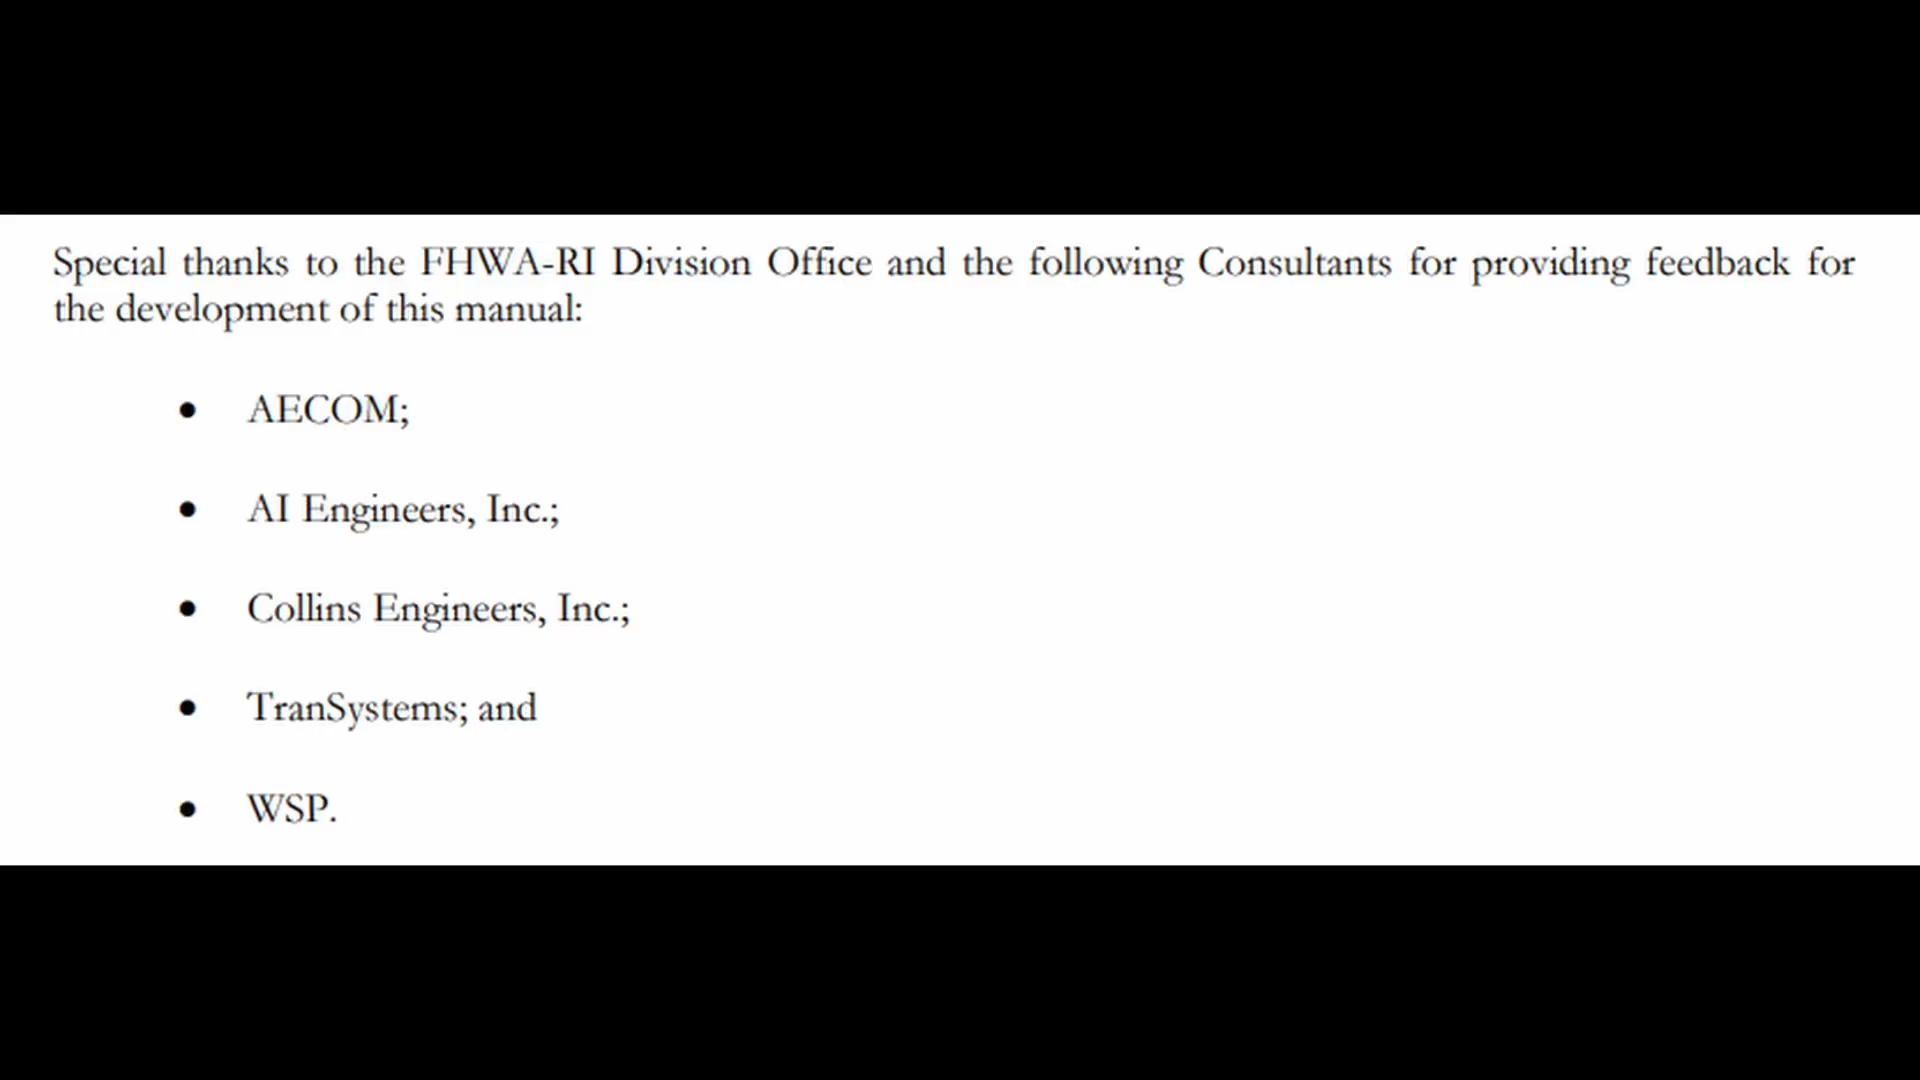 Special thanks to the FHWA-RI Division Office and the following Consultants for providing feedback for
the development of this manual:
• AECOM;
• AI Engineers, Inc.;
• Collins Engineers, Inc.;
• TranSystems; and
• WSP.